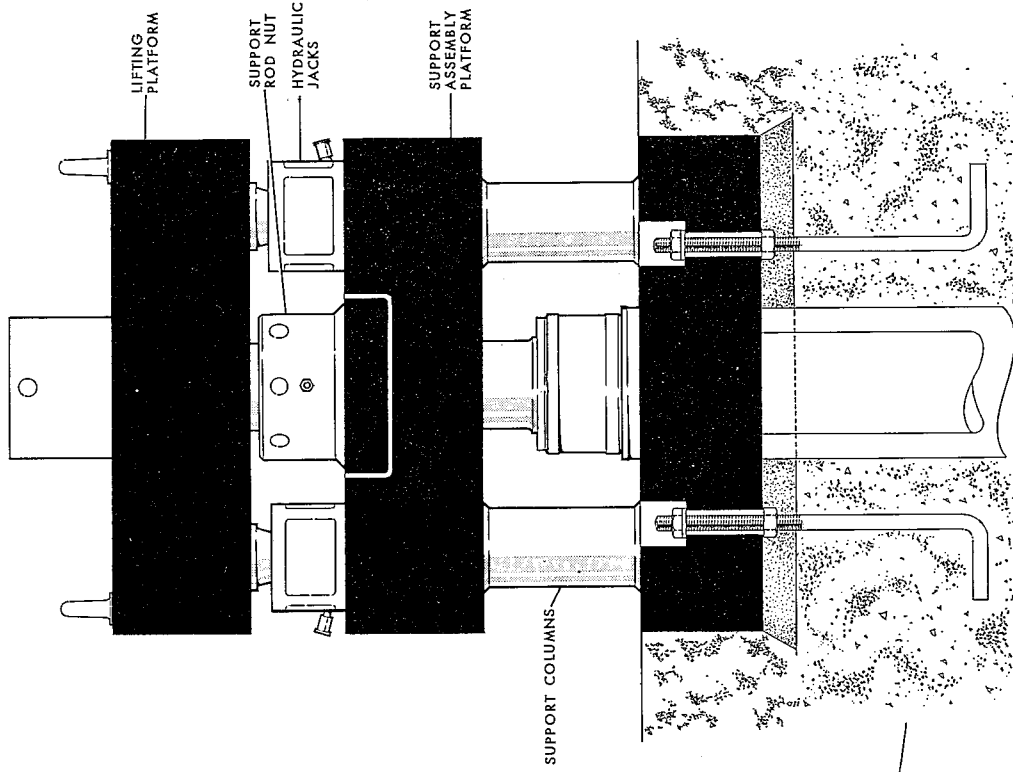 LIFTING
PLATFORM
SUPPORT
ROD NUT
HYDRAULIC
JACKS
SUPPORT
ASSEMBLY
PLATFORM
SUPPORT COLUMNS